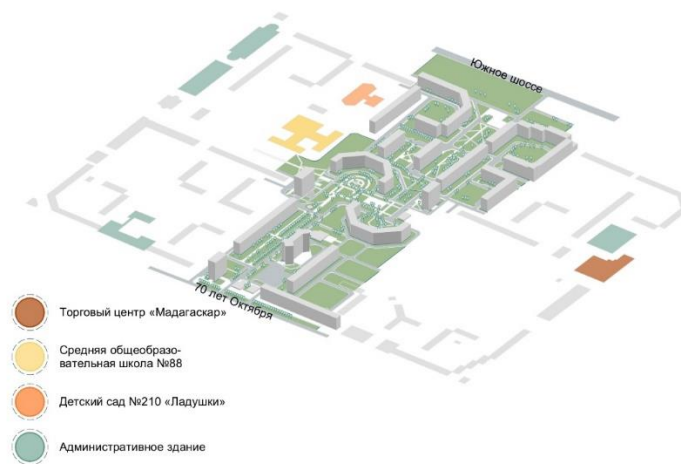 Южное шоссе
70 лет Октября
Торговый центр «Мадагаскар»
Средняя общеобразо-
вательная школа №88
Детский сад №210 «Ладушки»
Административное здание